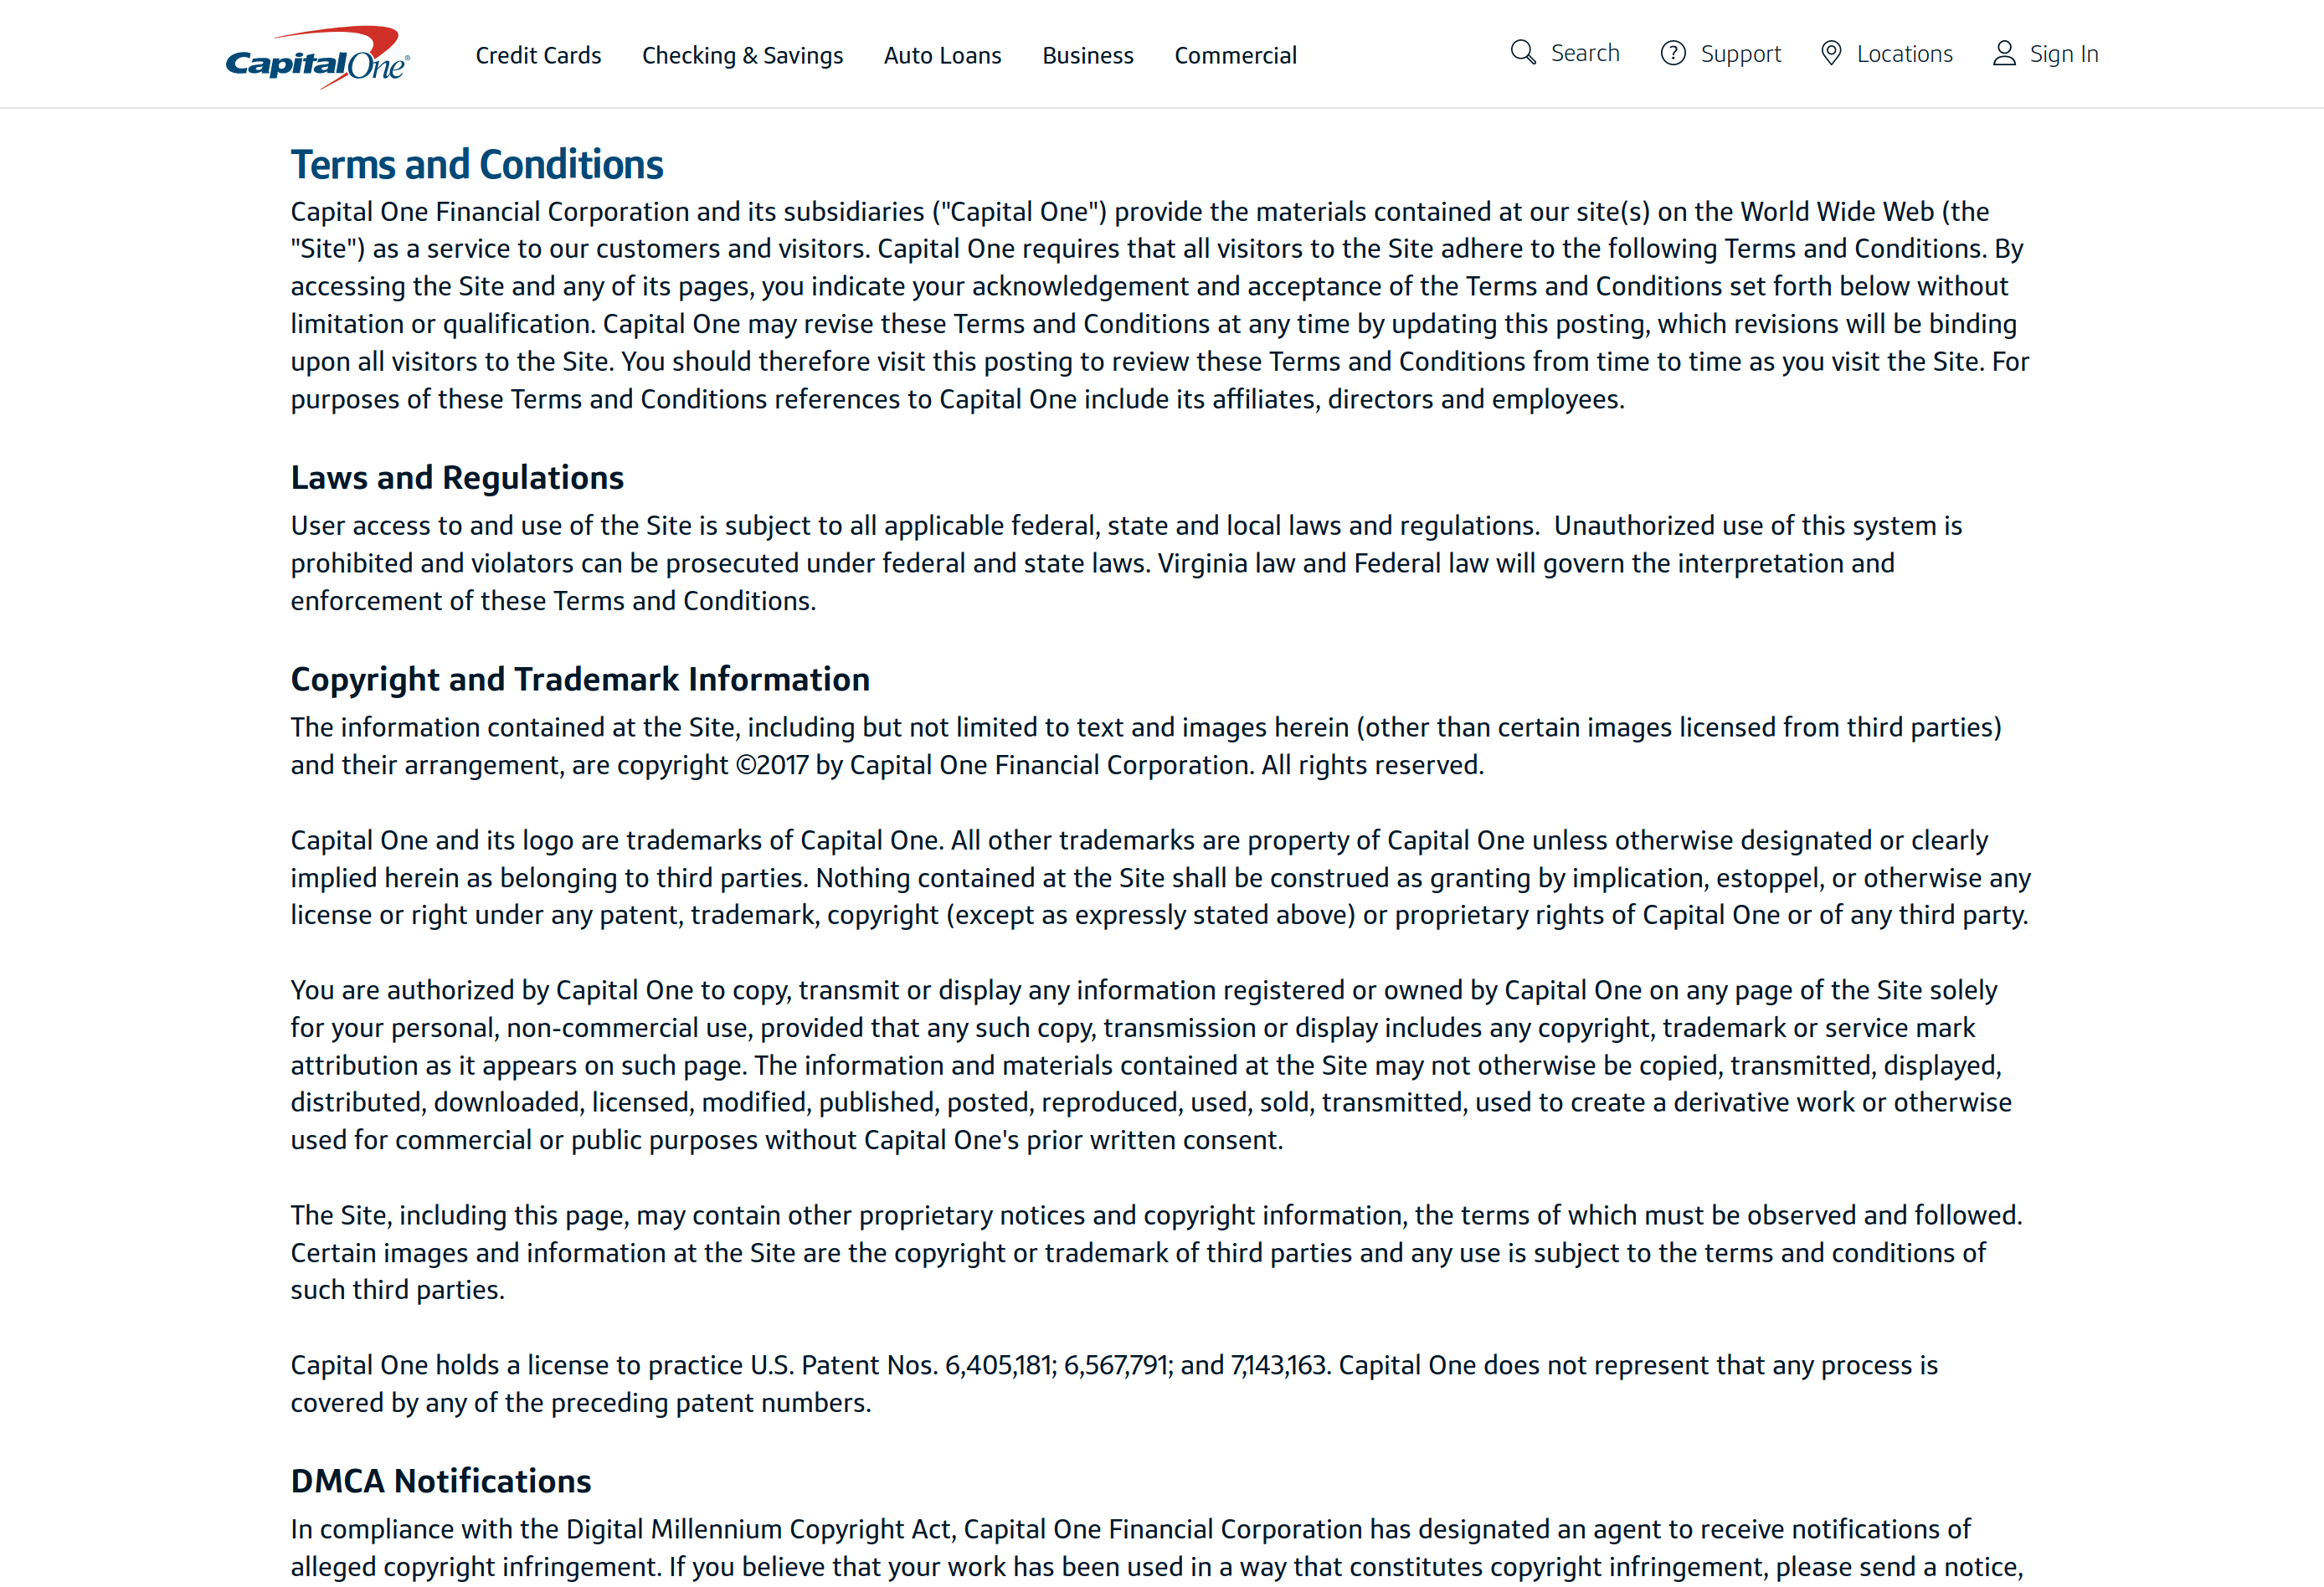 CapitalOne®
Credit Cards Checking & Savings Auto Loans Business Commercial Search Support Locations Sign In
Terms and Conditions
Capital One Financial Corporation and its subsidiaries ("Capital One") provide the materials contained at our site(s) on the World Wide Web (the
"Site") as a service to our customers and visitors. Capital One requires that all visitors to the Site adhere to the following Terms and Conditions. By
accessing the Site and any of its pages, you indicate your acknowledgement and acceptance of the Terms and Conditions set forth below without
limitation or qualification. Capital One may revise these Terms and Conditions at any time by updating this posting, which revisions will be binding
upon all visitors to the Site. You should therefore visit this posting to review these Terms and Conditions from time to time as you visit the Site. For
purposes of these Terms and Conditions references to Capital One include its affiliates, directors and employees.
Laws and Regulations
User access to and use of the Site is subject to all applicable federal, state and local laws and regulations.  Unauthorized use of this system is
prohibited and violators can be prosecuted under federal and state laws. Virginia law and Federal law will govern the interpretation and
enforcement of these Terms and Conditions.
Copyright and Trademark Information
The information contained at the Site, including but not limited to text and images herein (other than certain images licensed from third parties)
and their arrangement, are copyright ©2017 by Capital One Financial Corporation. All rights reserved.
Capital One and its logo are trademarks of Capital One. All other trademarks are property of Capital One unless otherwise designated or clearly
implied herein as belonging to third parties. Nothing contained at the Site shall be construed as granting by implication, estoppel, or otherwise any
license or right under any patent, trademark, copyright (except as expressly stated above) or proprietary rights of Capital One or of any third party.
You are authorized by Capital One to copy, transmit or display any information registered or owned by Capital One on any page of the Site solely
for your personal, non-commercial use, provided that any such copy, transmission or display includes any copyright, trademark or service mark
attribution as it appears on such page. The information and materials contained at the Site may not otherwise be copied, transmitted, displayed,
distributed, downloaded, licensed, modified, published, posted, reproduced, used, sold, transmitted, used to create a derivative work or otherwise
used for commercial or public purposes without Capital One's prior written consent.
The Site, including this page, may contain other proprietary notices and copyright information, the terms of which must be observed and followed.
Certain images and information at the Site are the copyright or trademark of third parties and any use is subject to the terms and conditions of
such third parties.
Capital One holds a license to practice U.S. Patent Nos. 6,405,181; 6,567,791; and 7,143,163. Capital One does not represent that any process is
covered by any of the preceding patent numbers.
DMCA Notifications
In compliance with the Digital Millennium Copyright Act, Capital One Financial Corporation has designated an agent to receive notifications of
alleged copyright infringement. If you believe that your work has been used in a way that constitutes copyright infringement, please send a notice,